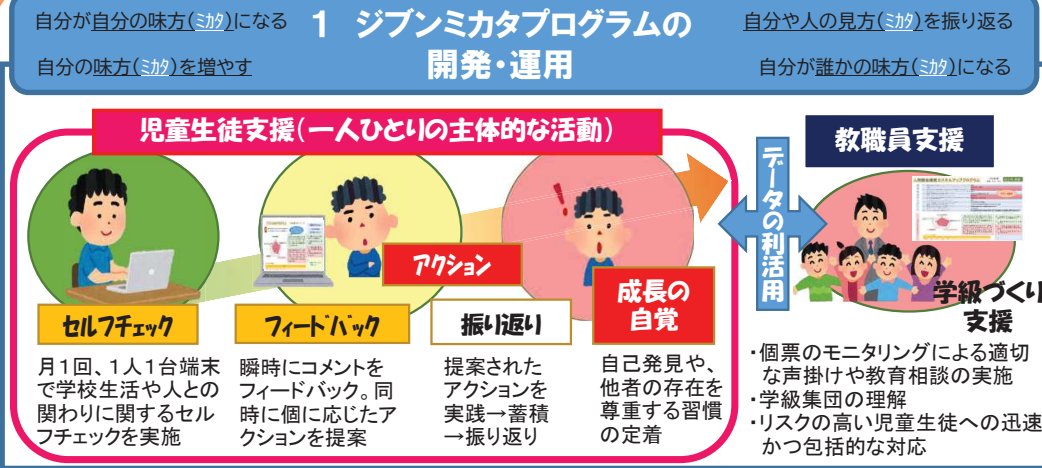 自分が自分の味方(ミカタ)になる
自分の味方(ミカタ)を増やす
1 ジブンミカタプログラムの
開発・運用
自分や人の見方(ミカタ)を振り返る
自分が誰かの味方(ミカタ)になる
児童生徒支援(一人ひとりの主体的な活動)
セルフチェック
月1回、1人1台端末
で学校生活や人との
関わりに関するセル
フチェックを実施
フィードバック
瞬時にコメントを
フィードバック。同
時に個に応じたア
クションを提案
アクション
振り返り
提案された
アクションを
実践→蓄積
→振り返り
成長の
自覚
自己発見や、
他者の存在を
尊重する習慣
の定着
データの利活用
教職員支援
学級づくり
支援
・個票のモニタリングによる適切
な声掛けや教育相談の実施
・学級集団の理解
・リスクの高い児童生徒への迅速
かつ包括的な対応